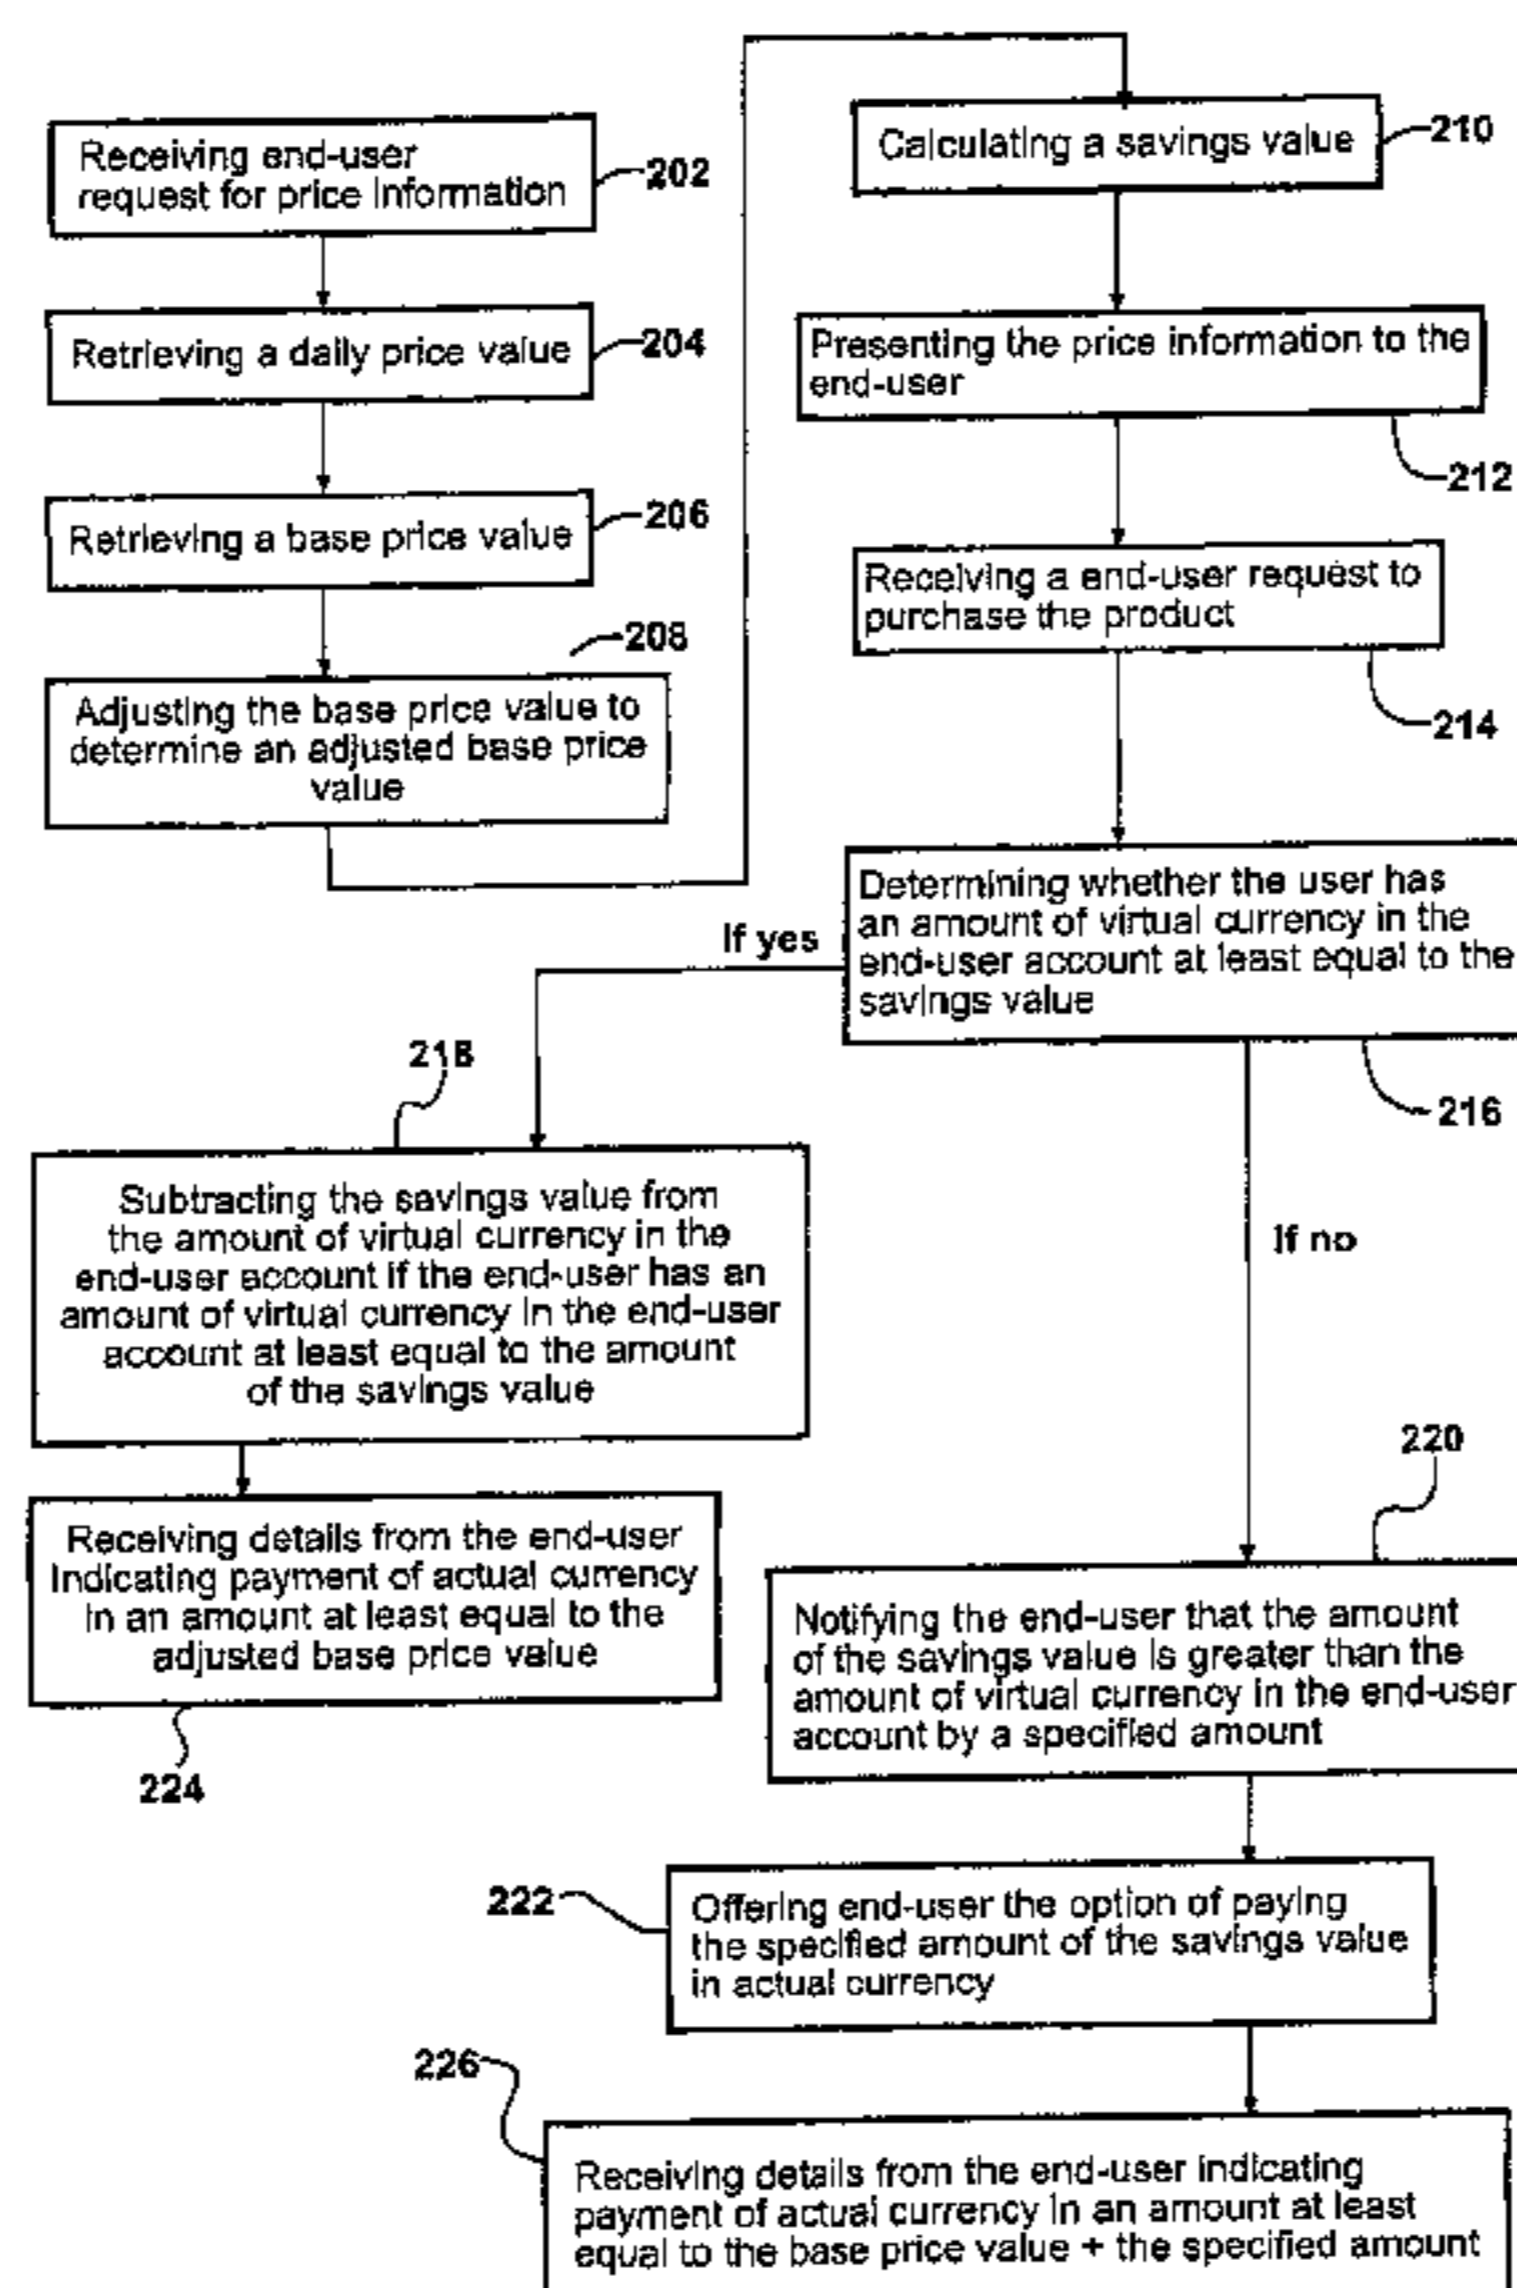 Receiving end-user
request for price information
202
Retrieving a daily price value
204
Retrieving a base price value
206
208
Adjusting the base price value to
determine an adjusted base price
value
Calculating a savings value
210
Presenting the price information to the
end-user
212
Receiving a end-user request to
purchase the product
214
Determining whether the user has
an amount of virtual currency in the
end-user account at least equal to the
savings value
216
If yes
218
Subtracting the savings value from
the amount of virtual currency in the
end-user account if the end-user has an
amount of virtual currency in the end-user
account at least equal to the amount
of the savings value
Receiving details from the end-user
indicating payment of actual currency
in an amount at least equal to the
adjusted base price value
224
If no
220
Notifying the end-user that the amount
of the savings value is greater than the
amount of virtual currency in the end-user
account by a specified amount
222
Offering end-user the option of paying
the specified amount of the savings value
in actual currency
226
Receiving details from the end-user indicating
payment of actual currency in an amount at least
equal to the base price value + the specified amount